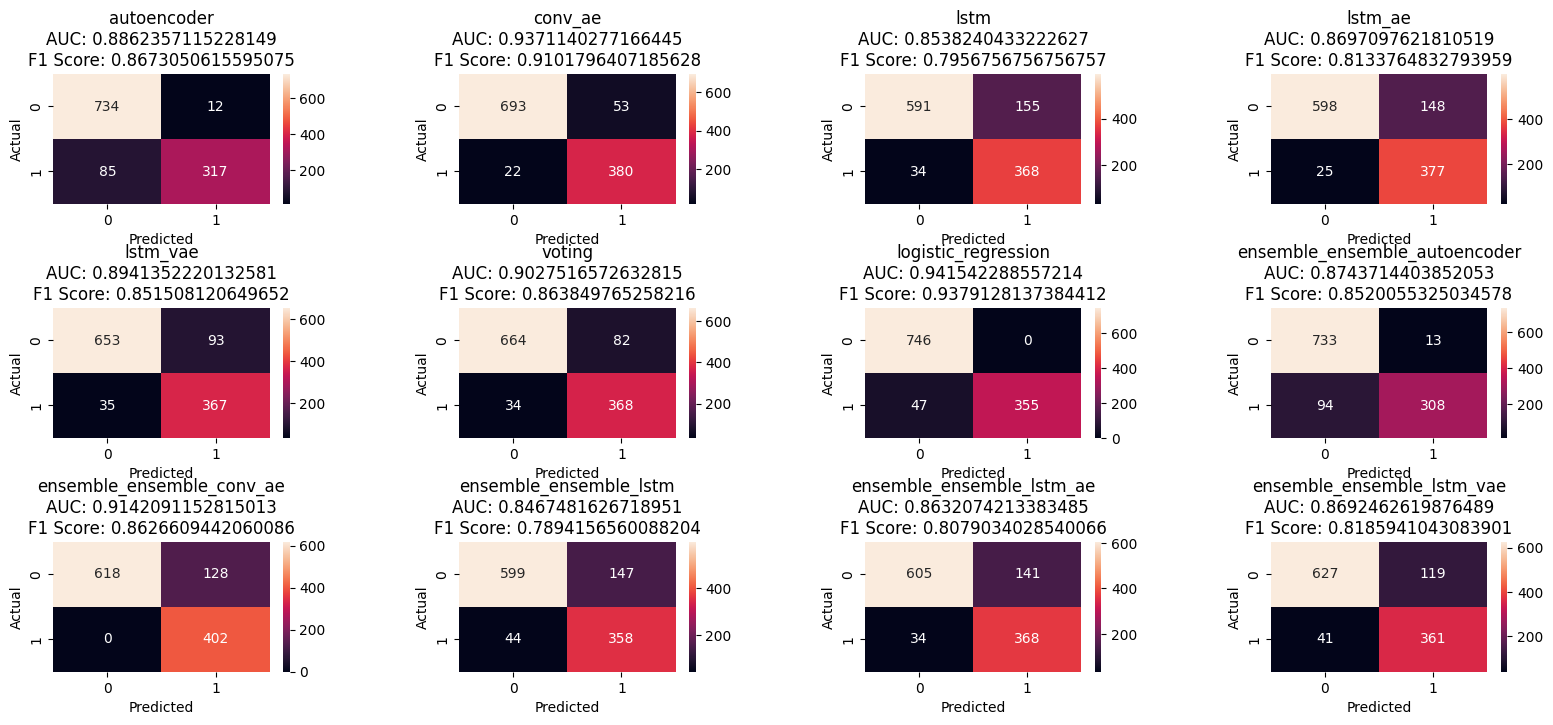 autoencoder
AUC: 0.8862357115228149
F1 Score: 0.8673050615595075
734 12
85 317
0
1
Actual
0 1
Predicted
600
400
200
conv_ae
AUC: 0.9371140277166445
F1 Score: 0.9101796407185628
693 53
22 380
0
1
Actual
0 1
Predicted
600
400
200
lstm
AUC: 0.8538240433222627
F1 Score: 0.7956756756756757
591 155
34 368
0
1
Actual
0 1
Predicted
400
200
lstm_ae
AUC: 0.8697097621810519
F1 Score: 0.8133764832793959
598 148
25 377
0
1
Actual
0 1
Predicted
400
200
lstm_vae
AUC: 0.8941352220132581
F1 Score: 0.851508120649652
653 93
35 367
0
1
Actual
0 1
Predicted
600
400
200
voting
AUC: 0.9027516572632815
F1 Score: 0.863849765258216
664 82
34 368
0
1
Actual
0 1
Predicted
600
400
200
logistic_regression
AUC: 0.941542288557214
F1 Score: 0.9379128137384412
746 0
47 355
0
1
Actual
0 1
Predicted
600
400
200
0
ensemble_ensemble_autoencoder
AUC: 0.8743714403852053
F1 Score: 0.8520055325034578
733 13
94 308
0
1
Actual
0 1
Predicted
600
400
200
ensemble_ensemble_conv_ae
AUC: 0.9142091152815013
F1 Score: 0.8626609442060086
618 128
0 402
0
1
Actual
0 1
Predicted
600
400
200
0
ensemble_ensemble_lstm
AUC: 0.8467481626718951
F1 Score: 0.7894156560088204
599 147
44 358
0
1
Actual
0 1
Predicted
400
200
ensemble_ensemble_lstm_ae
AUC: 0.8632074213383485
F1 Score: 0.8079034028540066
605 141
34 368
0
1
Actual
0 1
Predicted
600
400
200
ensemble_ensemble_lstm_vae
AUC: 0.8692462619876489
F1 Score: 0.8185941043083901
627 119
41 361
0
1
Actual
0 1
Predicted
600
400
200